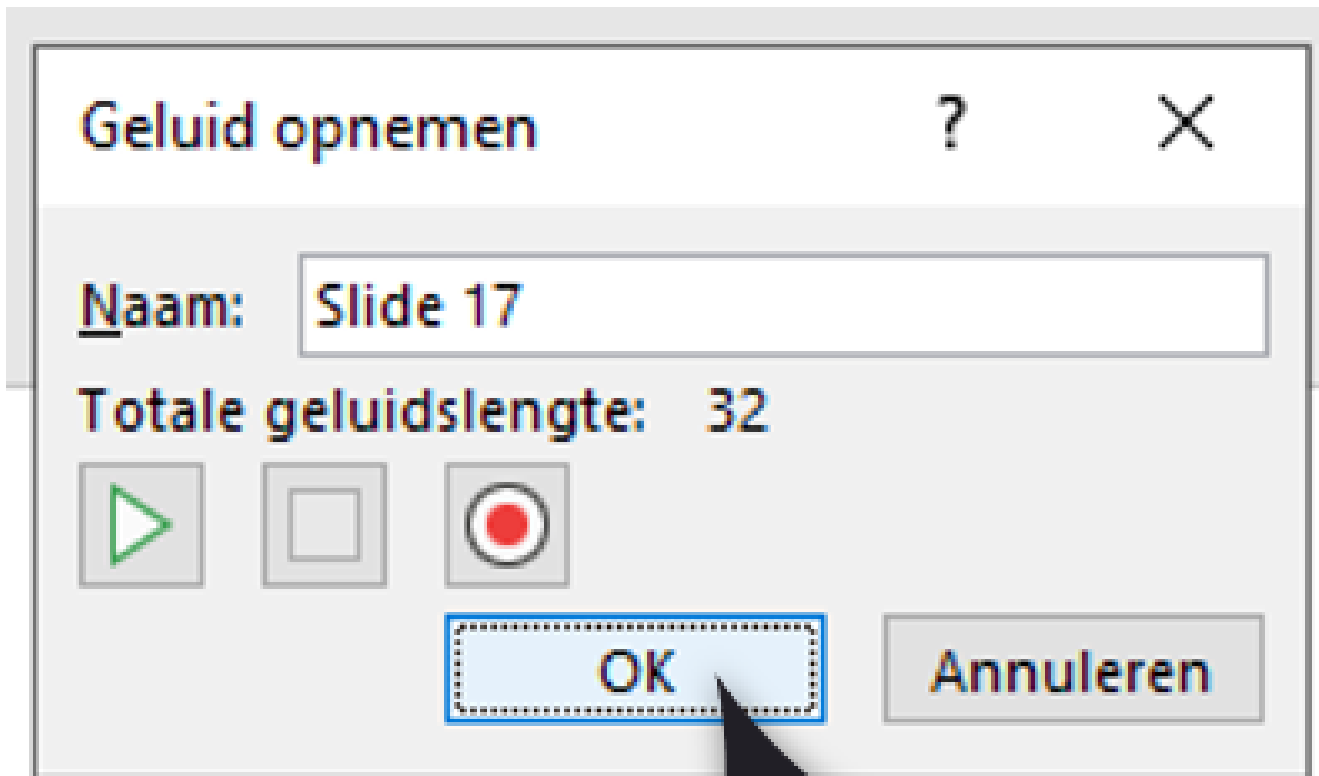 Geluid opnemen ?
Naam: Slide 17
Totale geluidslengte: 32
OK Annuleren